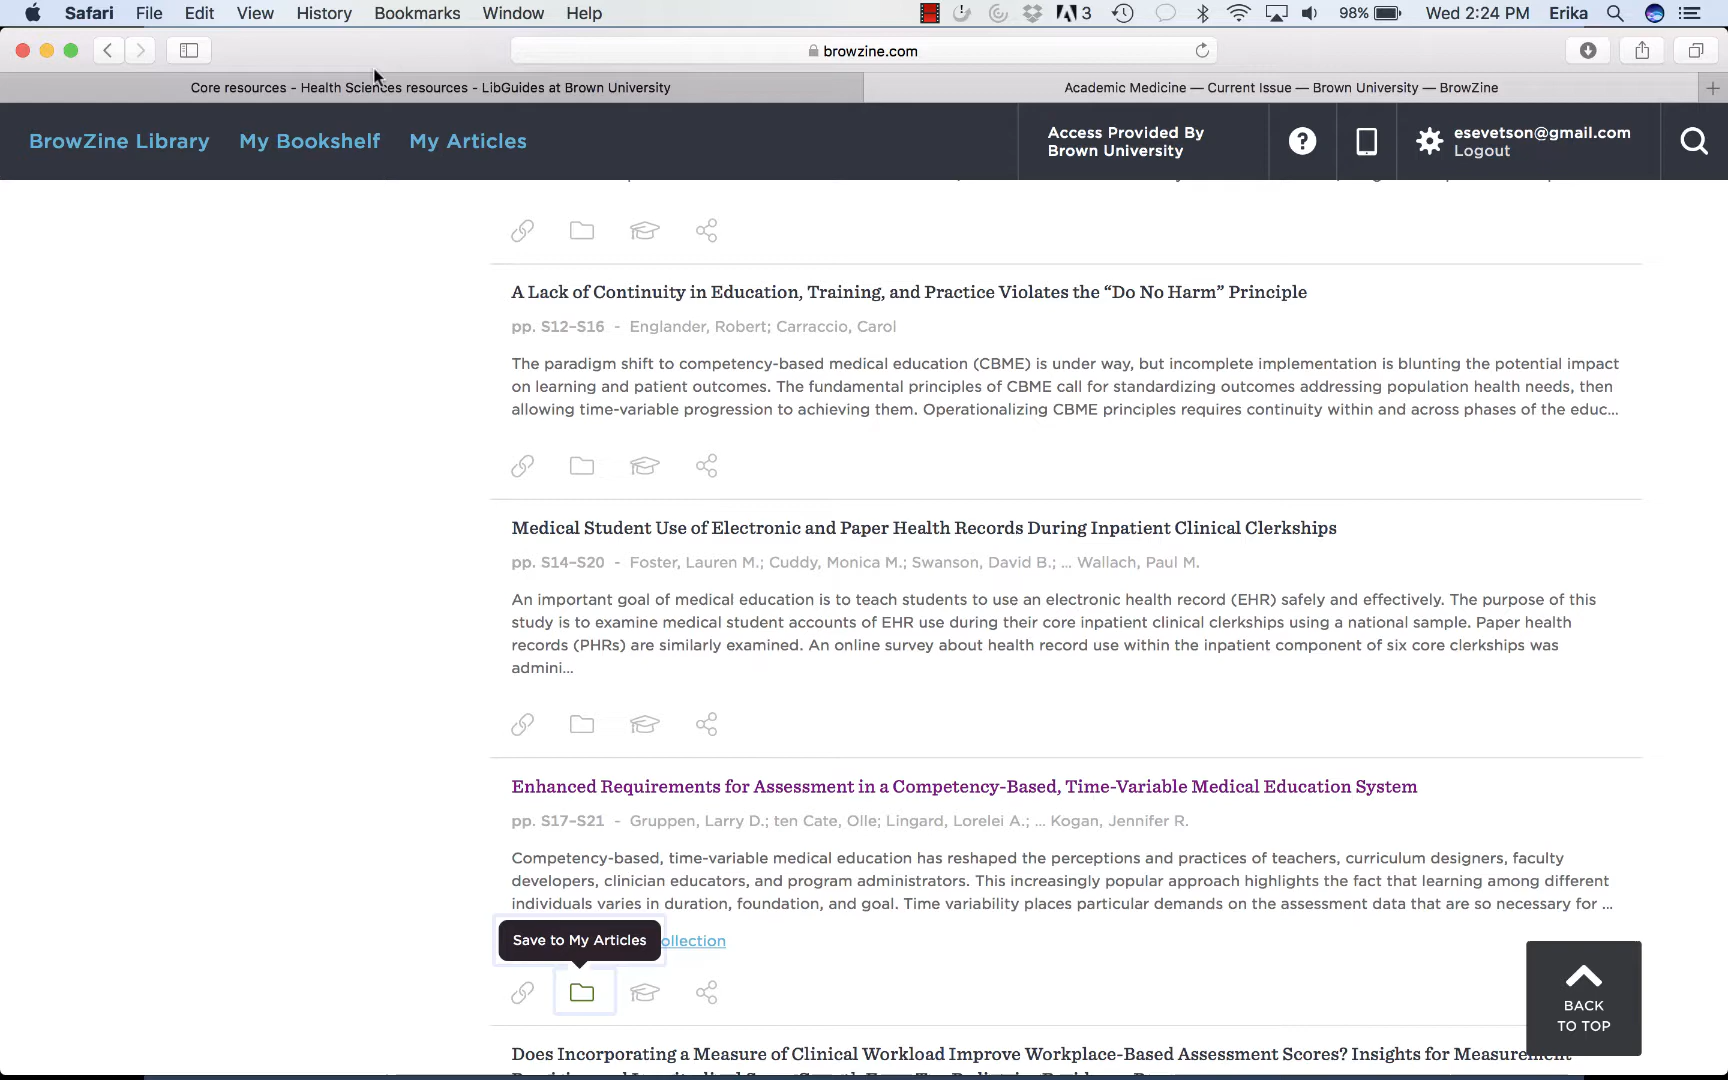 Safari File Edit View History Bookmarks Window Help 3 98% Wed 2:24 PM Erika
browzine.com
Core resources - Health Sciences resources - LibGuides at Brown University
Academic Medicine — Current Issue — Brown University — BrowZine
BrowZine Library My Bookshelf My Articles
Access Provided By
Brown University
esevetson@gmail.com
Logout
A Lack of Continuity in Education, Training, and Practice Violates the “Do No Harm” Principle
pp. S12–S16 - Englander, Robert; Carraccio, Carol
The paradigm shift to competency-based medical education (CBME) is under way, but incomplete implementation is blunting the potential impact
on learning and patient outcomes. The fundamental principles of CBME call for standardizing outcomes addressing population health needs, then
allowing time-variable progression to achieving them. Operationalizing CBME principles requires continuity within and across phases of the educ...
Medical Student Use of Electronic and Paper Health Records During Inpatient Clinical Clerkships
pp. S14–S20 - Foster, Lauren M.; Cuddy, Monica M.; Swanson, David B.; ... Wallach, Paul M.
An important goal of medical education is to teach students to use an electronic health record (EHR) safely and effectively. The purpose of this
study is to examine medical student accounts of EHR use during their core inpatient clinical clerkships using a national sample. Paper health
records (PHRs) are similarly examined. An online survey about health record use within the inpatient component of six core clerkships was
admini...
Enhanced Requirements for Assessment in a Competency-Based, Time-Variable Medical Education System
pp. S17–S21 - Gruppen, Larry D.; ten Cate, Olle; Lingard, Lorelei A.; ... Kogan, Jennifer R.
Competency-based, time-variable medical education has reshaped the perceptions and practices of teachers, curriculum designers, faculty
developers, clinician educators, and program administrators. This increasingly popular approach highlights the fact that learning among different
individuals varies in duration, foundation, and goal. Time variability places particular demands on the assessment data that are so necessary for ...
Save to My Articles ollection
BACK
TO TOP
Does Incorporating a Measure of Clinical Workload Improve Workplace-Based Assessment Scores? Insights for Measurement